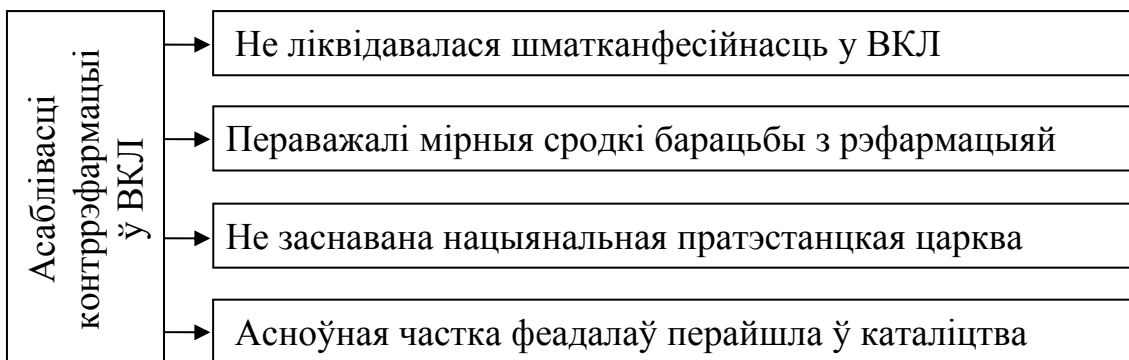 Асаблівасці
контррэфармацыі
ў ВКЛ
Не ліквідавалася шматканфесійнасць у ВКЛ
Пераважалі мірныя сродкі барацьбы з рэфармацыяй
Не заснавана нацыянальная пратэстанцкая царква
Асноўная частка феадалаў перайшла ў каталіцтва